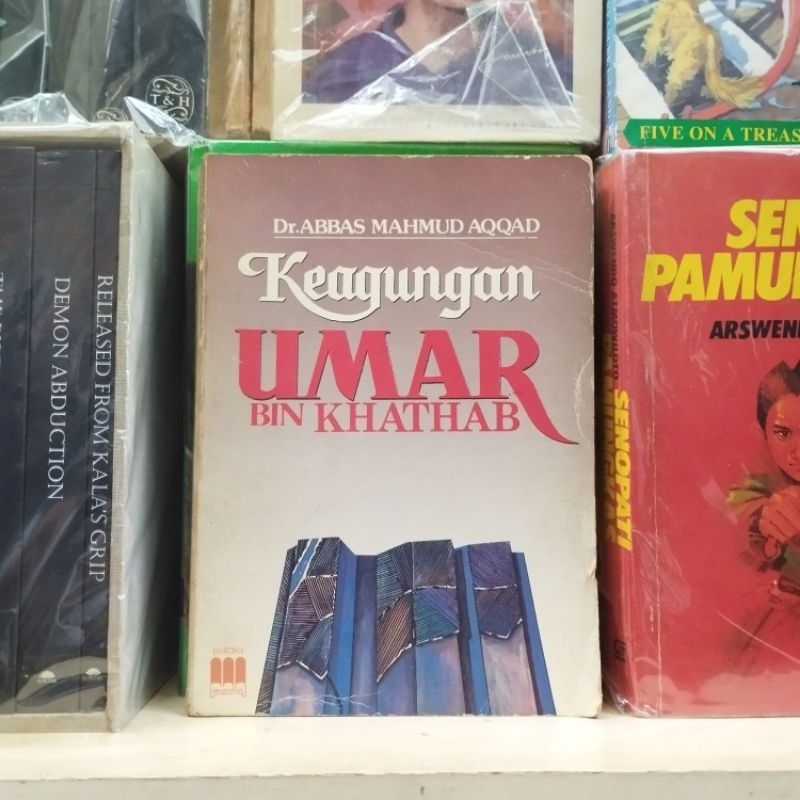 T&H
FIVE ON A TREAS
RELEASED FROM KALA'S GRIP
DEMON ABDUCTION
Dr. ABBAS MAHMUD AQQAD
Keagungan
UMAR
BIN KHATHAB
pustaka
mantiq
SEN
PAMU
ARSWEN
SENOPATI